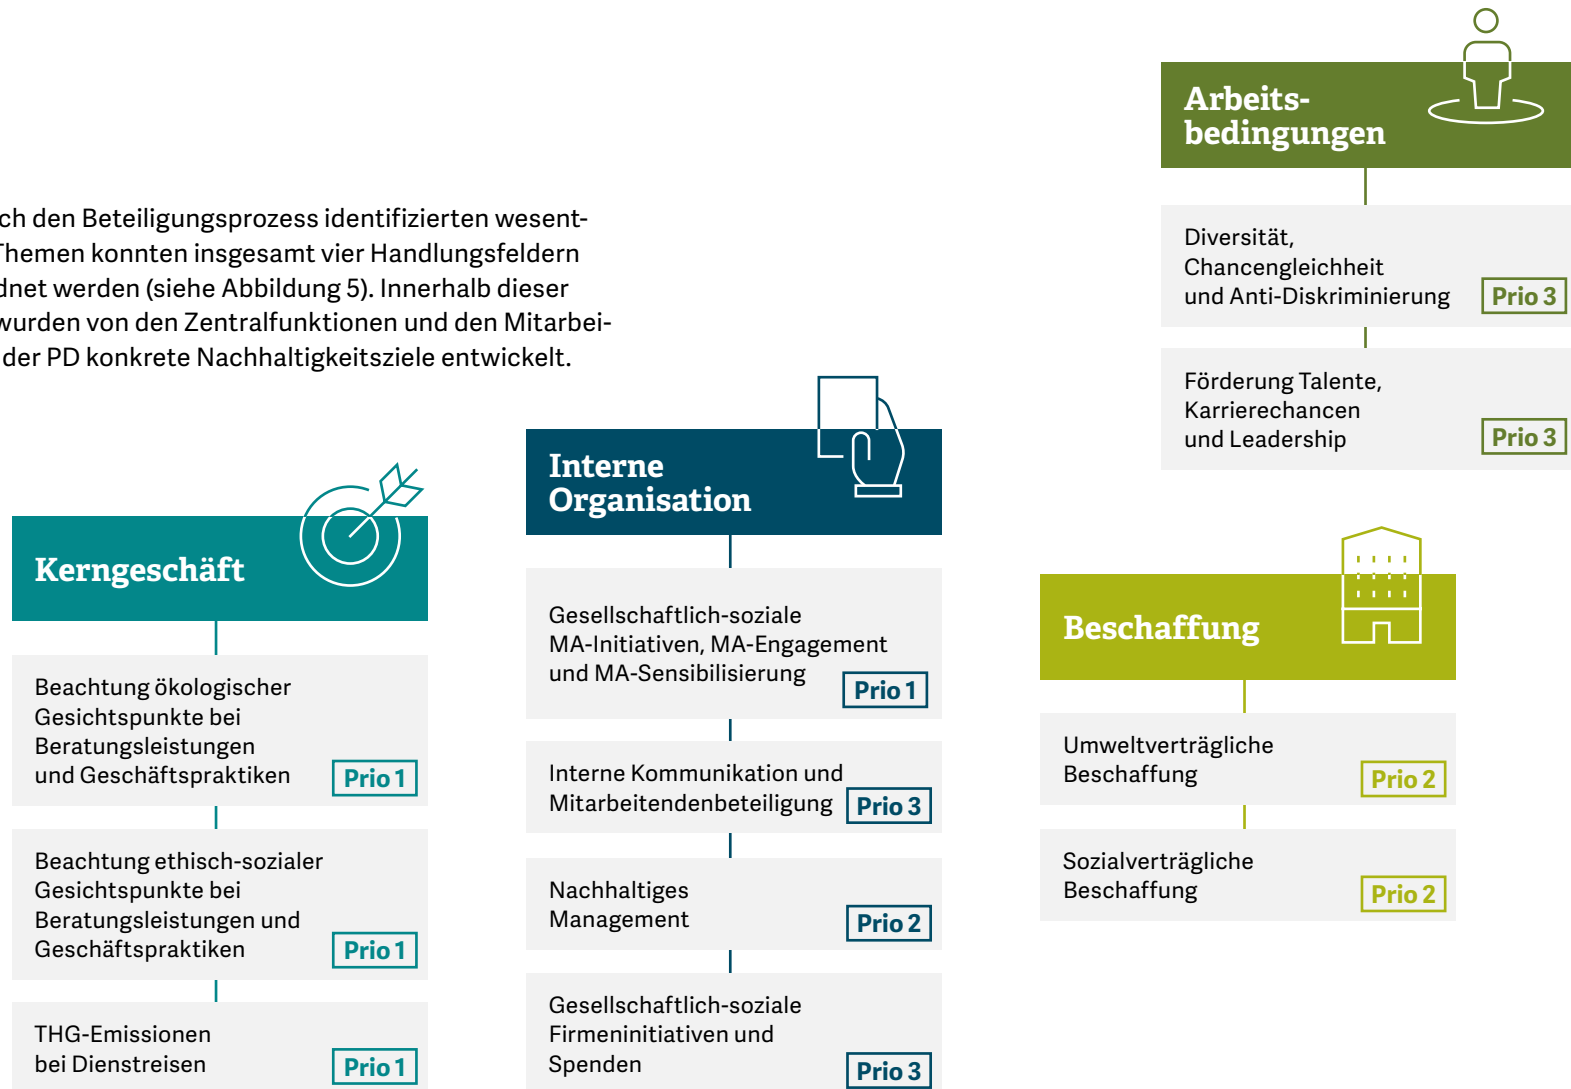 ch den Beteiligungsprozess identifizierten wesent-
Themen konnten insgesamt vier Handlungsfeldern
dnet werden (siehe Abbildung 5). Innerhalb dieser
wurden von den Zentralfunktionen und den Mitarbei-
der PD konkrete Nachhaltigkeitsziele entwickelt.
Kerngeschäft
Beachtung ökologischer
Gesichtspunkte bei
Beratungsleistungen
und Geschäftspraktiken
Prio 1
Beachtung ethisch-sozialer
Gesichtspunkte bei
Beratungsleistungen und
Geschäftspraktiken
Prio 1
THG-Emissionen
bei Dienstreisen
Prio 1
Interne
Organisation
Gesellschaftlich-soziale
MA-Initiativen, MA-Engagement
und MA-Sensibilisierung
Prio 1
Interne Kommunikation und
Mitarbeitendenbeteiligung
Prio 3
Nachhaltiges
Management
Prio 2
Gesellschaftlich-soziale
Firmeninitiativen und
Spenden
Prio 3
Arbeits-
bedingungen
Diversität,
Chancengleichheit
und Anti-Diskriminierung
Prio 3
Förderung Talente,
Karrierechancen
und Leadership
Prio 3
Beschaffung
Umweltverträgliche
Beschaffung
Prio 2
Sozialverträgliche
Beschaffung
Prio 2